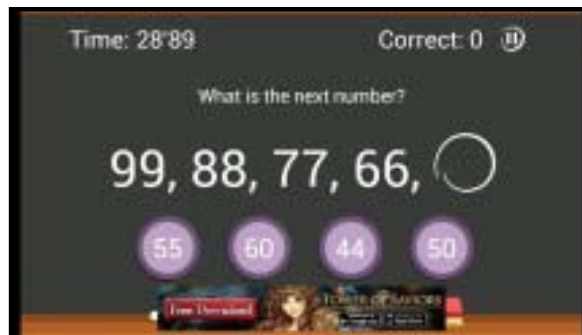 Time: 28"89
Correct: 0
What is the next number?
99, 88, 77, 66,
55 60 44 50
Free Download
TOWER OF SAVIORS